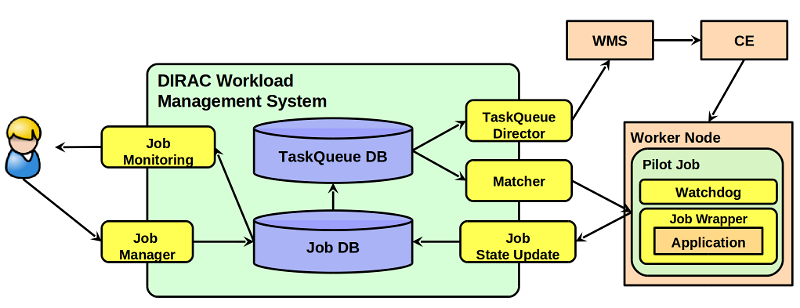 DIRAC Workload
Management System
Job
Monitoring
Job
Manager
TaskQueue DB
Job DB
TaskQueue
Director
Matcher
Job
State Update
WMS
CE
Worker Node
Pilot Job
Watchdog
Job Wrapper
Application